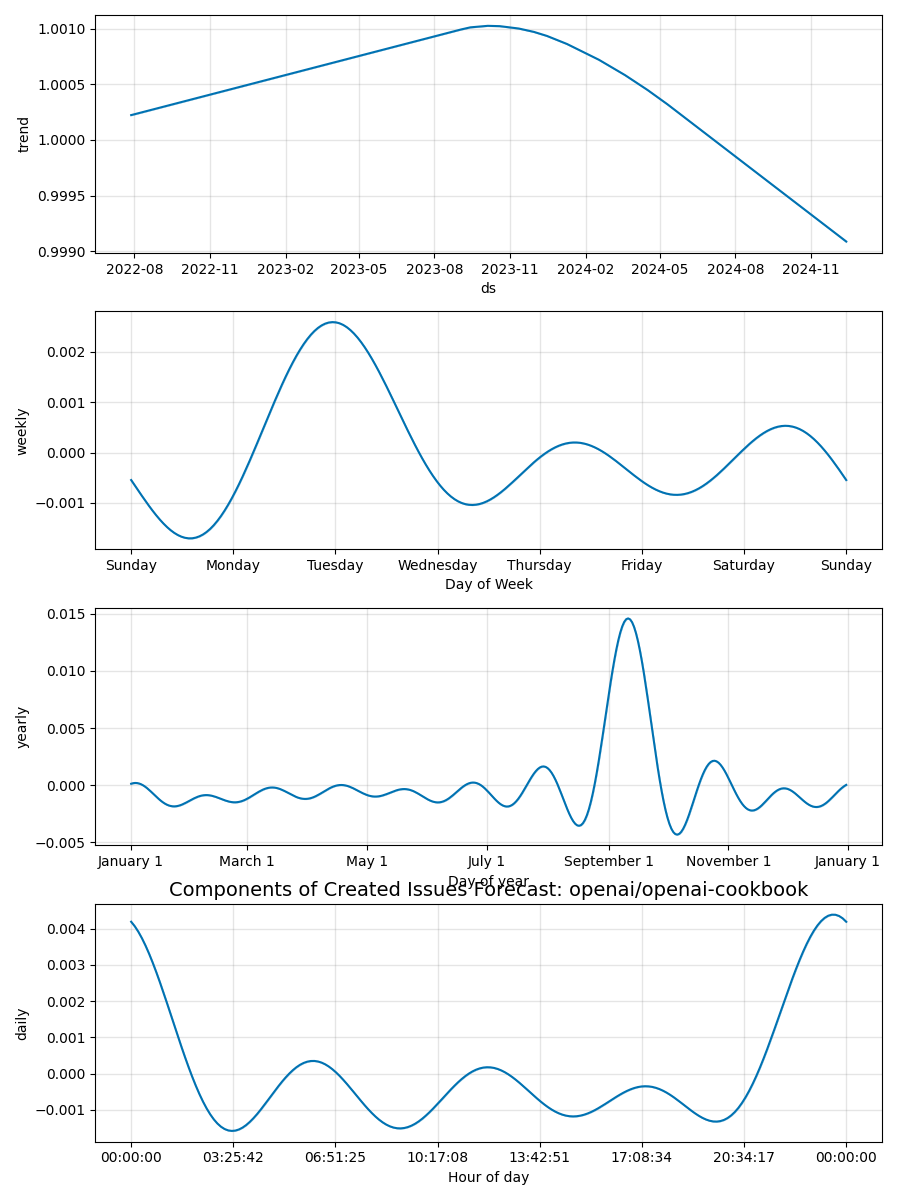 1.0010
1.0005
1.0000
0.9995
0.9990
trend
2022-08 2022-11 2023-02 2023-05 2023-08 2023-11 2024-02 2024-05 2024-08 2024-11
ds
0.002
0.001
0.000
−0.001
weekly
Sunday Monday Tuesday Wednesday Thursday Friday Saturday Sunday
Day of Week
0.015
0.010
0.005
0.000
−0.005
yearly
January 1 March 1 May 1 July 1 September 1 November 1 January 1
Day of year
Components of Created Issues Forecast: openai/openai-cookbook
0.004
0.003
0.002
0.001
0.000
−0.001
daily
00:00:00 03:25:42 06:51:25 10:17:08 13:42:51 17:08:34 20:34:17 00:00:00
Hour of day